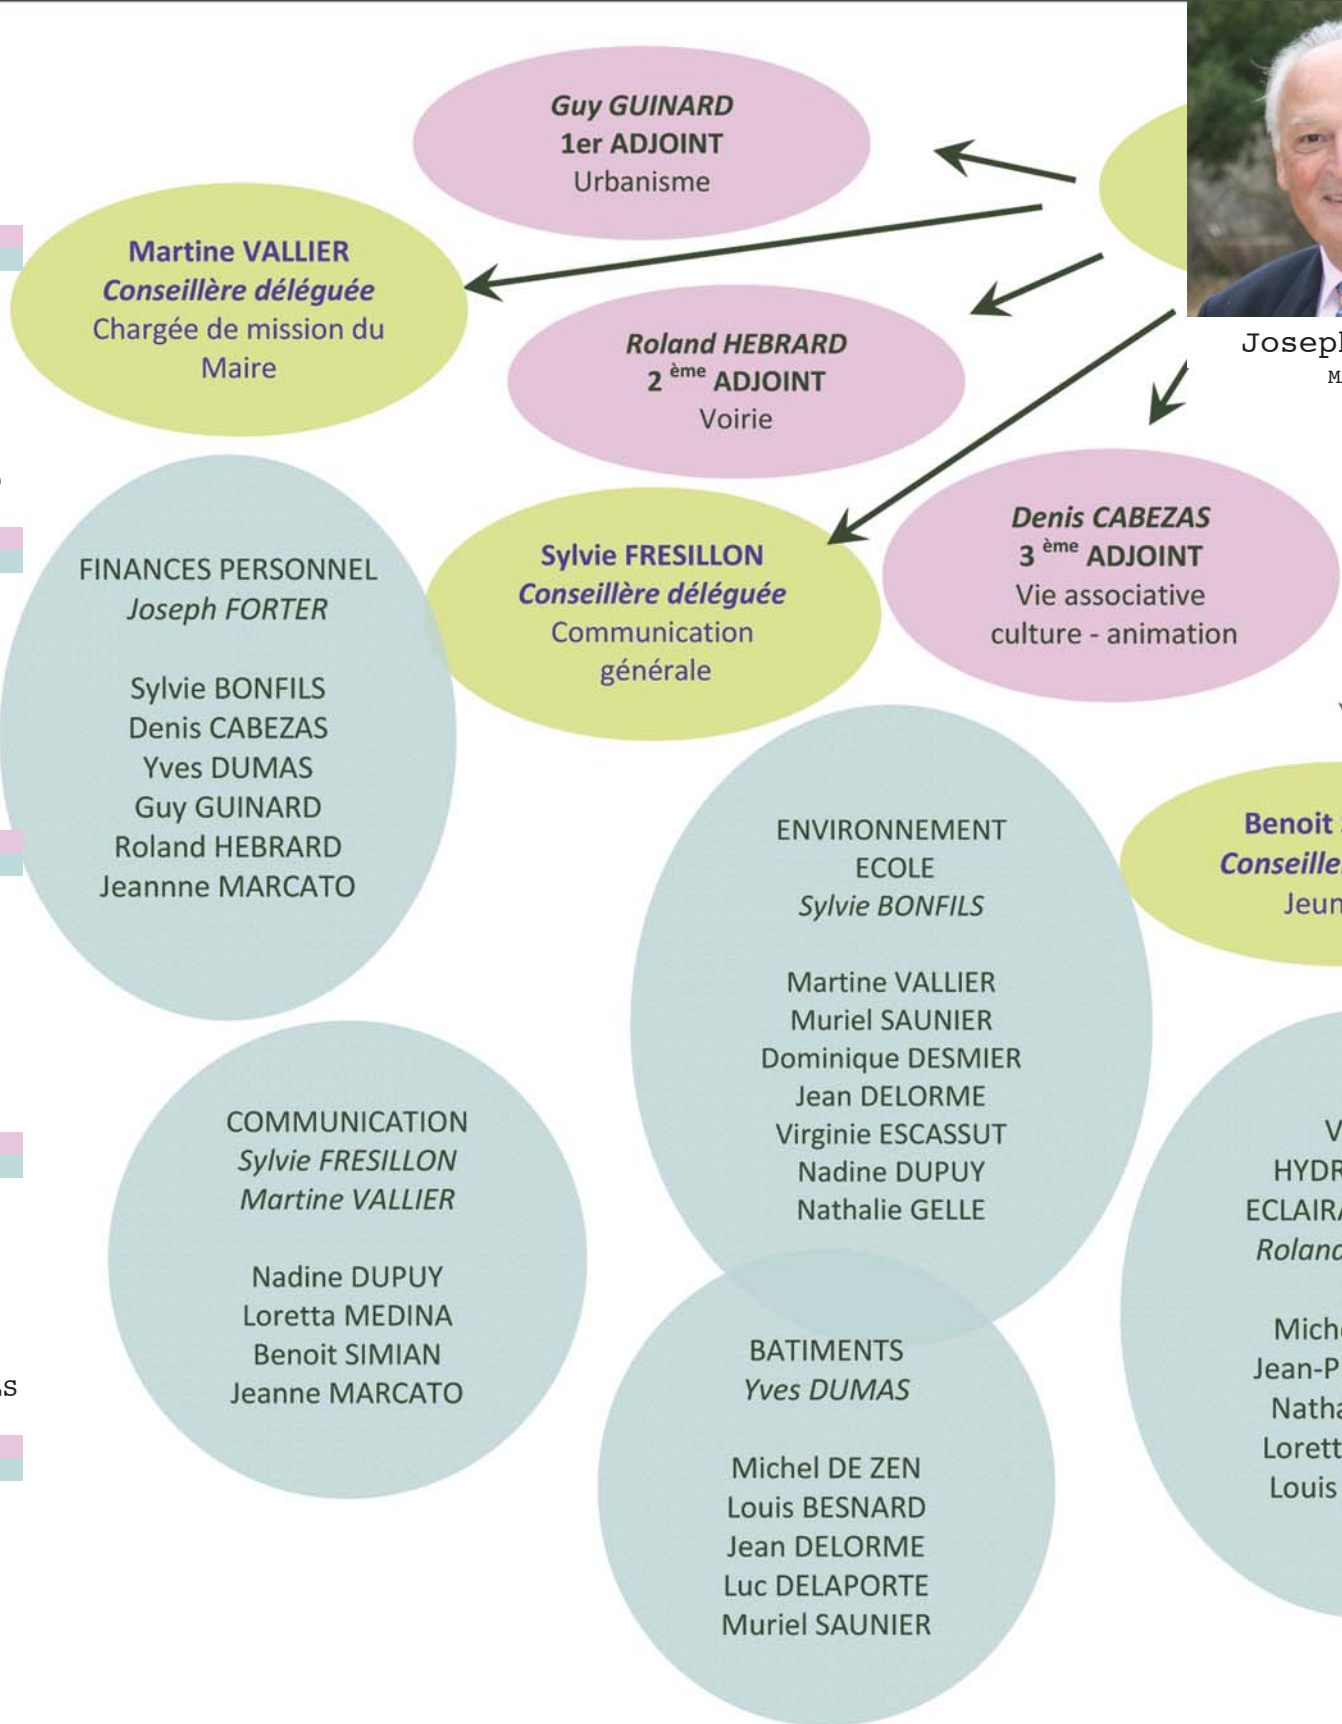 Guy GUINARD
1er ADJOINT
Urbanisme
Martine VALLIER
Conseillère déléguée
Chargée de mission du
Maire
Roland HEBRARD
2 ème ADJOINT
Voirie
Joseph
Sylvie FRESILLON
Conseillère déléguée
Communication
générale
Denis CABEZAS
3 ème ADJOINT
Vie associative
culture - animation
FINANCES PERSONNEL
Joseph FORTER
Sylvie BONFILS
Denis CABEZAS
Yves DUMAS
Guy GUINARD
Roland HEBRARD
Jeannne MARCATO
ENVIRONNEMENT
ECOLE
Sylvie BONFILS
Martine VALLIER
Muriel SAUNIER
Dominique DESMIER
Jean DELORME
Virginie ESCASSUT
Nadine DUPUY
Nathalie GELLE
Benoit
COMMUNICATION
Sylvie FRESILLON
Martine VALLIER
Nadine DUPUY
Loretta MEDINA
Benoit SIMIAN
Jeanne MARCATO
BATIMENTS
Yves DUMAS
Michel DE ZEN
Louis BESNARD
Jean DELORME
Luc DELAPORTE
Muriel SAUNIER
Louis